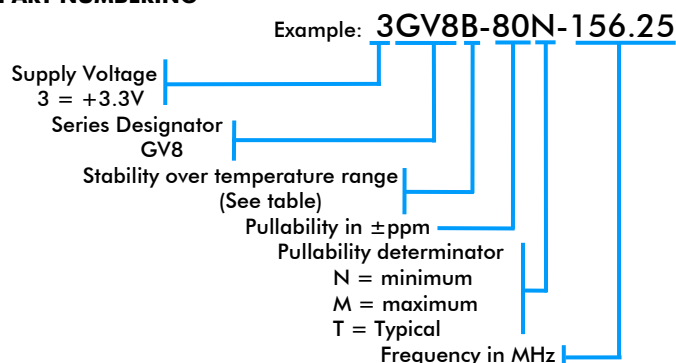 PART NUMBERING
Example: 3GV8B-80N-156.25
Supply Voltage
3 = +3.3V
Series Designator
GV8
Stability over temperature range
(See table)
Pullability in ±ppm
Pullability determinator
N = minimum
M = maximum
T = Typical
Frequency in MHz